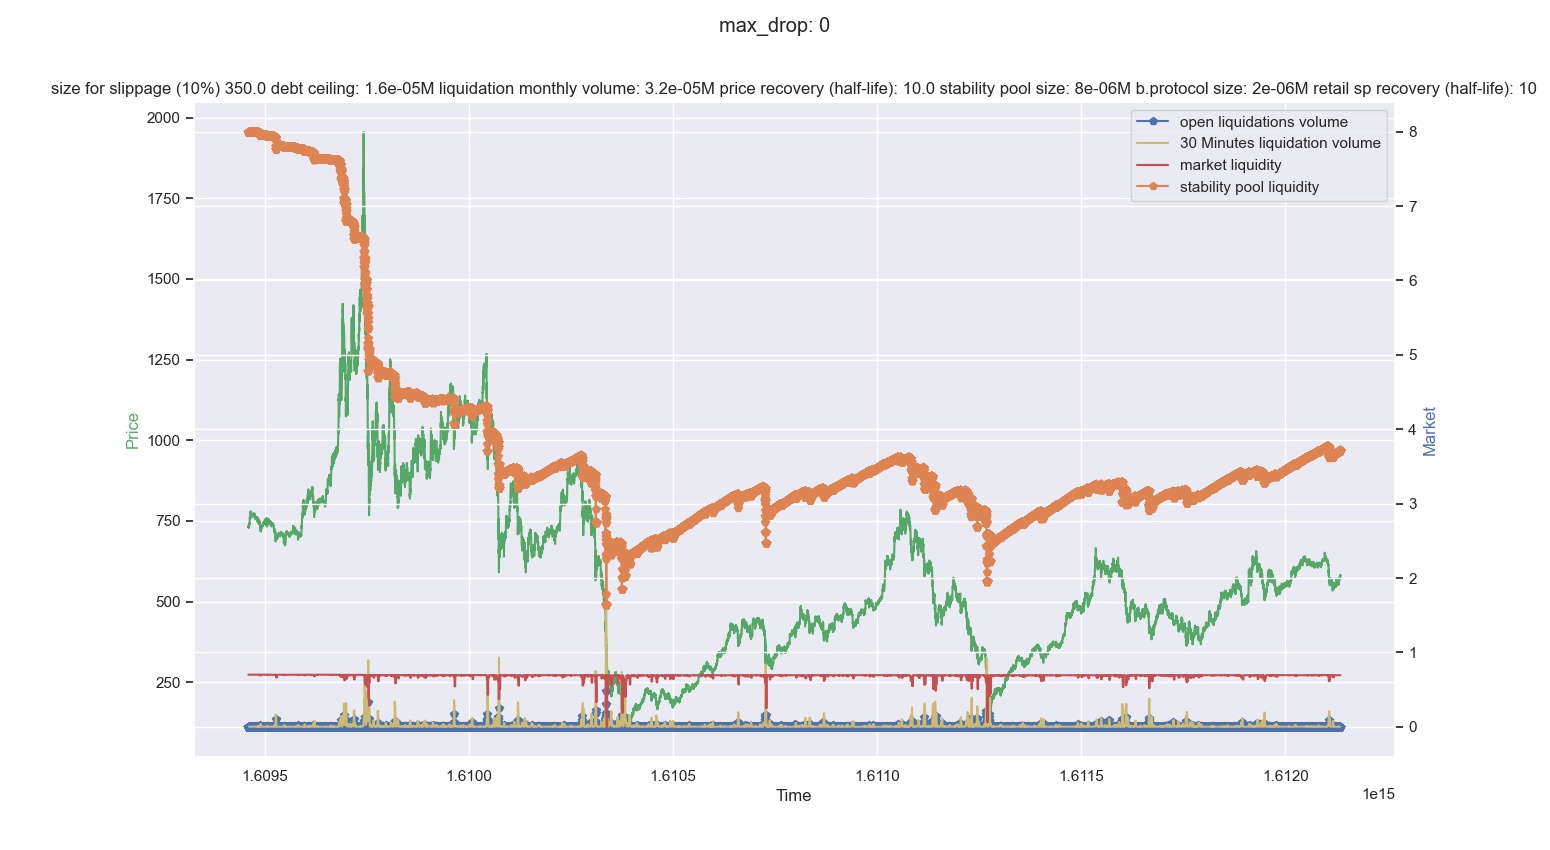 max_drop: 0
size for slippage (10%) 350.0 debt ceiling: 1.6e-05M liquidation monthly volume: 3.2e-05M price recovery (half-life): 10.0 stability pool size: 8e-06M b.protocol size: 2e-06M retail sp recovery (half-life): 10
open liquidations volume
30 Minutes liquidation volume
market liquidity
stability pool liquidity
2000
1750
1500
1250
1000
750
500
250
Price
8
7
6
5
4
3
2
1
0
Market
1.6095 1.6100 1.6105 1.6110 1.6115 1.6120
1e15
Time